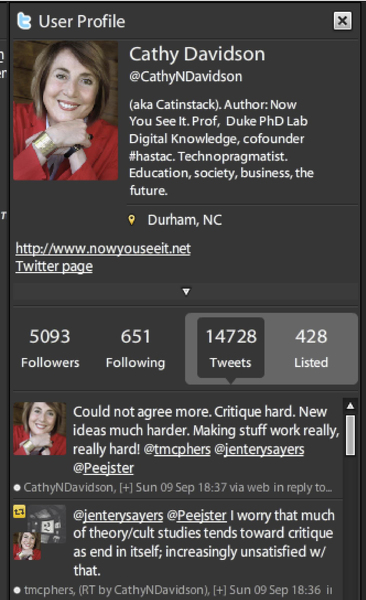 User Profile
Cathy Davidson
@CathyNDavidson
(aka Catinstack). Author: Now
You See It. Prof, Duke PhD Lab
Digital Knowledge, cofounder
#hastac. Technopragmatist.
Education, society, business, the
future.
Durham, NC
http://www.nowyouseeit.net
Twitter page
5093 651 14728 428
Followers Following Tweets Listed
Could not agree more. Critique hard. New
ideas much harder. Making stuff work really,
really hard! @tmcphers @jenterysayers
@Peejster
CathyNDavidson, [+] Sun 09 Sep 18:37 via web in reply to...
@jenterysayers @Peejster I worry that much
of theory/cult studies tends toward critique
as end in itself; increasingly unsatisfied w/
that.
tmcphers, (RT by CathyNDavidson), [+] Sun 09 Sep 18:36